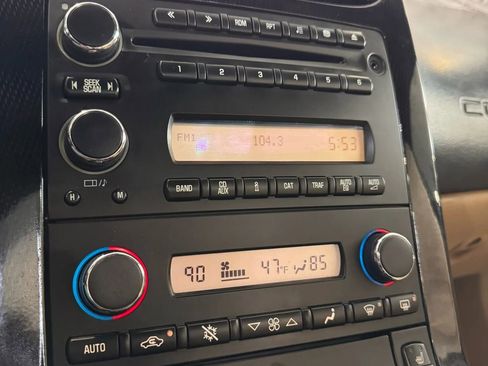 « » RDM RPT
SEEK
SCAN
1 2 3 4 5 6
FM1 104.3 5:53
H M
BAND CD
AUX i CAT TRAF AUTO
EQ AUTO
90 47°F 85
AUTO